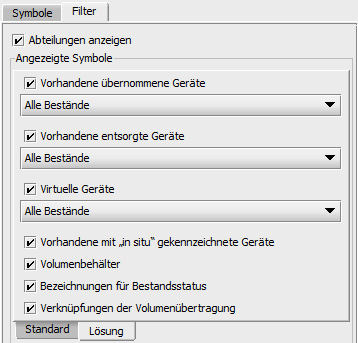 Symbole Filter
Abteilungen anzeigen
Angezeigte Symbole
Vorhandene übernommene Geräte
Alle Bestände
Vorhandene entsorgte Geräte
Alle Bestände
Virtuelle Geräte
Alle Bestände
Vorhandene mit „in situ“ gekennzeichnete Geräte
Volumenbehälter
Bezeichnungen für Bestandsstatus
Verknüpfungen der Volumenübertragung
Standard Lösung